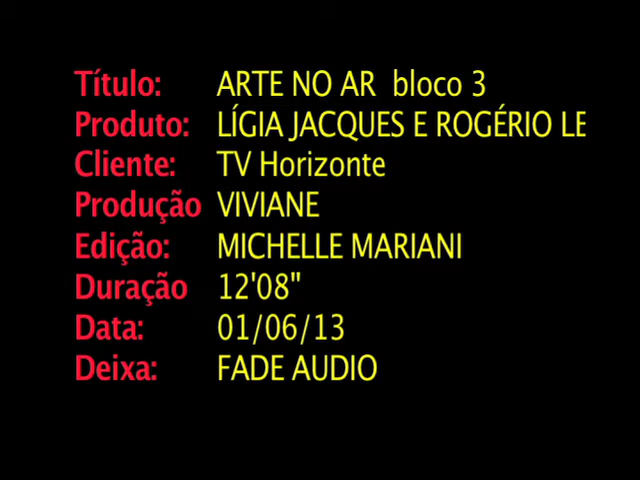 Título: ARTE NO AR bloco 3
Produto: LÍGIA JACQUES E ROGÉRIO LE
Cliente: TV Horizonte
Produção VIVIANE
Edição: MICHELLE MARIANI
Duração 12'08"
Data: 01/06/13
Deixa: FADE AUDIO